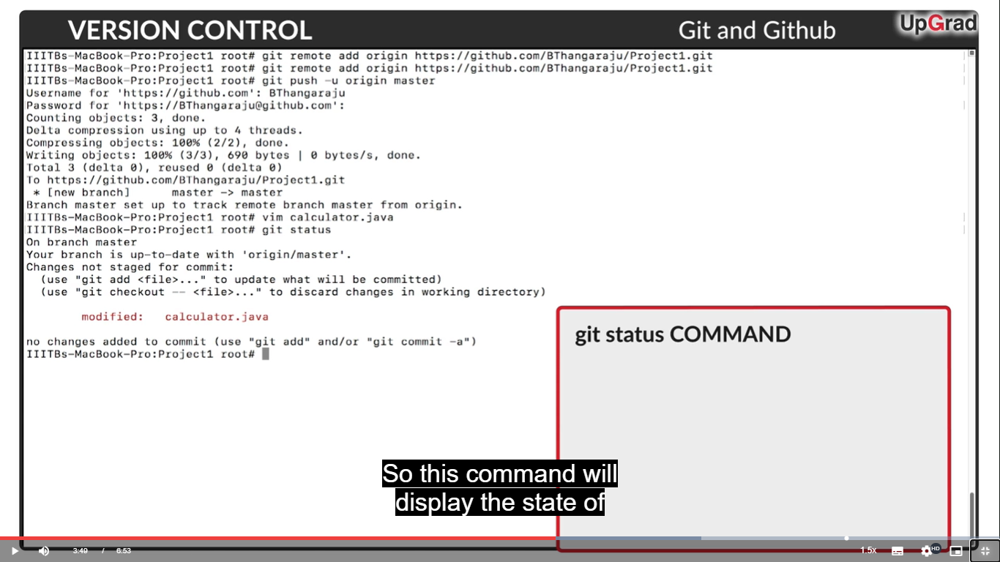 VERSION CONTROL
Git and Github
UpGrad
IIITBs-MacBook-Pro:Project1 root# git remote add origin https://github.com/BThangaraju/Project1.git
IIITBs-MacBook-Pro:Project1 root# git remote add origin https://github.com/BThangaraju/Project1.git
IIITBs-MacBook-Pro:Project1 root# git push -u origin master
Username for 'https://github.com': BThangaraju
Password for 'https://BThangaraju@github.com':
Counting objects: 3, done.
Delta compression using up to 4 threads.
Compressing objects: 100% (2/2), done.
Writing objects: 100% (3/3), 690 bytes | 0 bytes/s, done.
Total 3 (delta 0), reused 0 (delta 0)
To https://github.com/BThangaraju/Project1.git
 * [new branch]      master -> master
Branch master set up to track remote branch master from origin.
IIITBs-MacBook-Pro:Project1 root# vim calculator.java
IIITBs-MacBook-Pro:Project1 root# git status
On branch master
Your branch is up-to-date with 'origin/master'.
Changes not staged for commit:
  (use "git add <file>..." to update what will be committed)
  (use "git checkout -- <file>..." to discard changes in working directory)
modified:   calculator.java
no changes added to commit (use "git add" and/or "git commit -a")
IIITBs-MacBook-Pro:Project1 root#
git status COMMAND
So this command will
display the state of
3:49 / 6:53
1.5x
HD